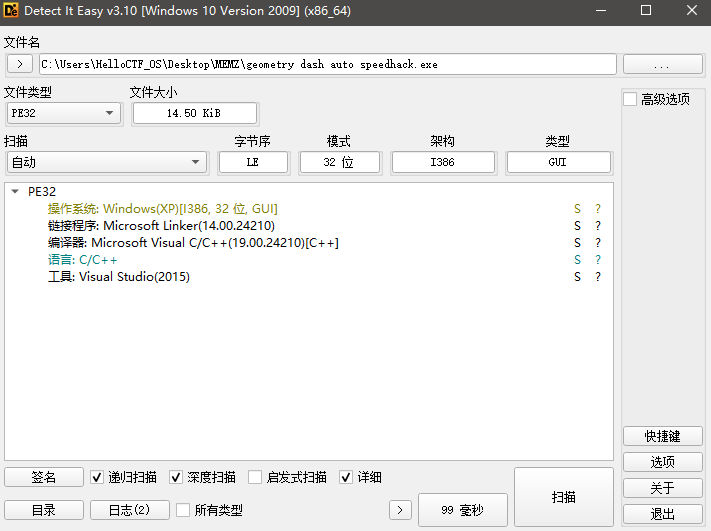 Detect It Easy v3.10 [Windows 10 Version 2009] (x86_64)
文件名
> C:\Users\HelloCTF_OS\Desktop\MEMZ\geometry dash auto speedhack.exe ...
文件类型 文件大小
PE32 14.50 KiB
高级选项
扫描 字节序 模式 架构 类型
自动 LE 32 位 I386 GUI
PE32
操作系统: Windows(XP)[I386, 32 位, GUI] S ?
链接程序: Microsoft Linker(14.00.24210) S ?
编译器: Microsoft Visual C/C++(19.00.24210)[C++] S ?
语言: C/C++ S ?
工具: Visual Studio(2015) S ?
快捷键
选项
关于
退出
签名 递归扫描 深度扫描 启发式扫描 详细
目录 日志(2) 所有类型 > 99 毫秒 扫描